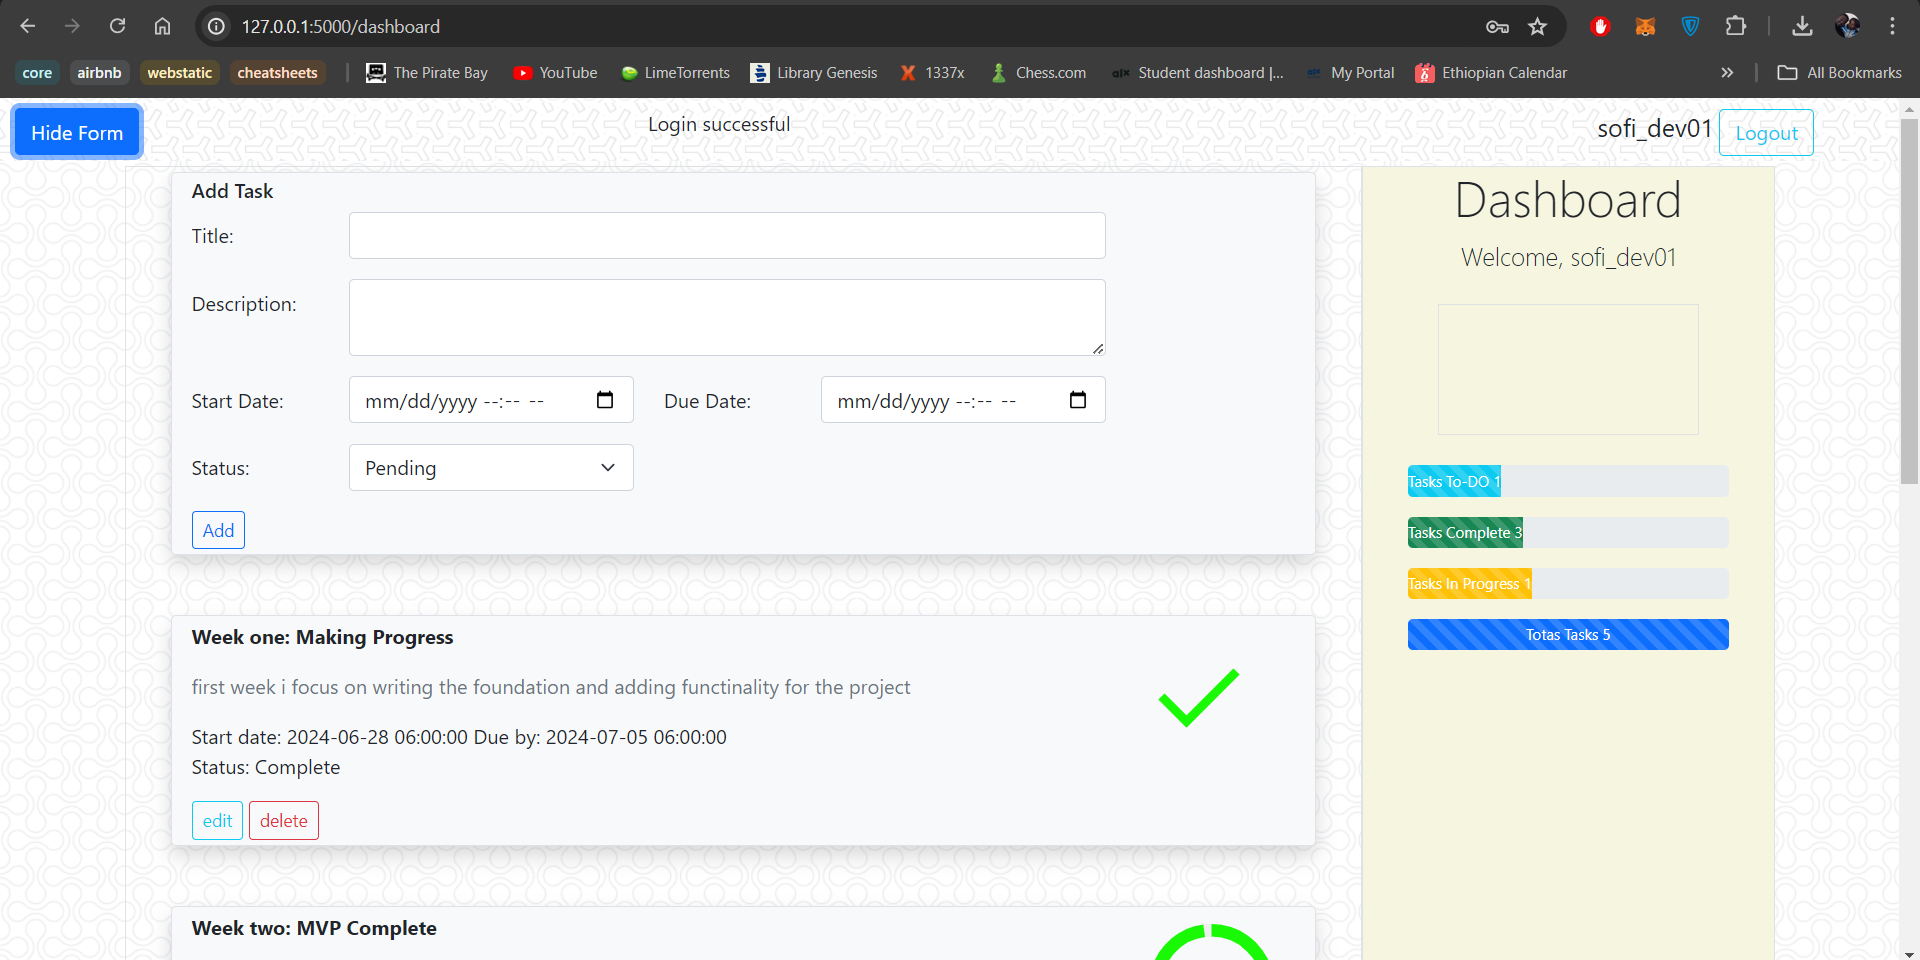 127.0.0.1:5000/dashboard
core airbnb webstatic cheatsheets The Pirate Bay YouTube LimeTorrents Library Genesis 1337x Chess.com Student dashboard |... My Portal Ethiopian Calendar » All Bookmarks
Hide Form
Login successful
sofi_dev01 Logout
Add Task
Title:
Description:
Start Date: mm/dd/yyyy --:-- -- Due Date: mm/dd/yyyy --:-- --
Status: Pending
Add
Week one: Making Progress
first week i focus on writing the foundation and adding functinality for the project
Start date: 2024-06-28 06:00:00 Due by: 2024-07-05 06:00:00
Status: Complete
edit delete
Week two: MVP Complete
Dashboard
Welcome, sofi_dev01
Tasks To-DO 1
Tasks Complete 3
Tasks In Progress 1
Totas Tasks 5